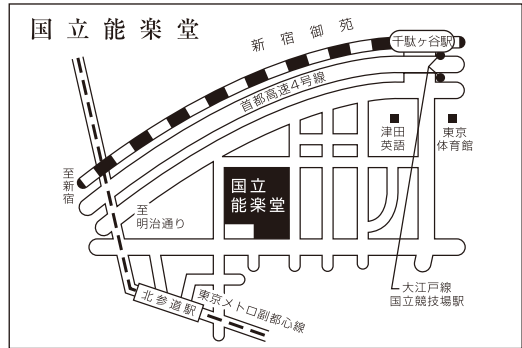 国立能楽堂
新宿御苑
千駄ヶ谷駅
首都高速4号線
津田
英語
東京
体育館
至
新
宿
国立
能楽堂
至
明治通り
大江戸線
国立競技場駅
北参道駅
東京メトロ副都心線